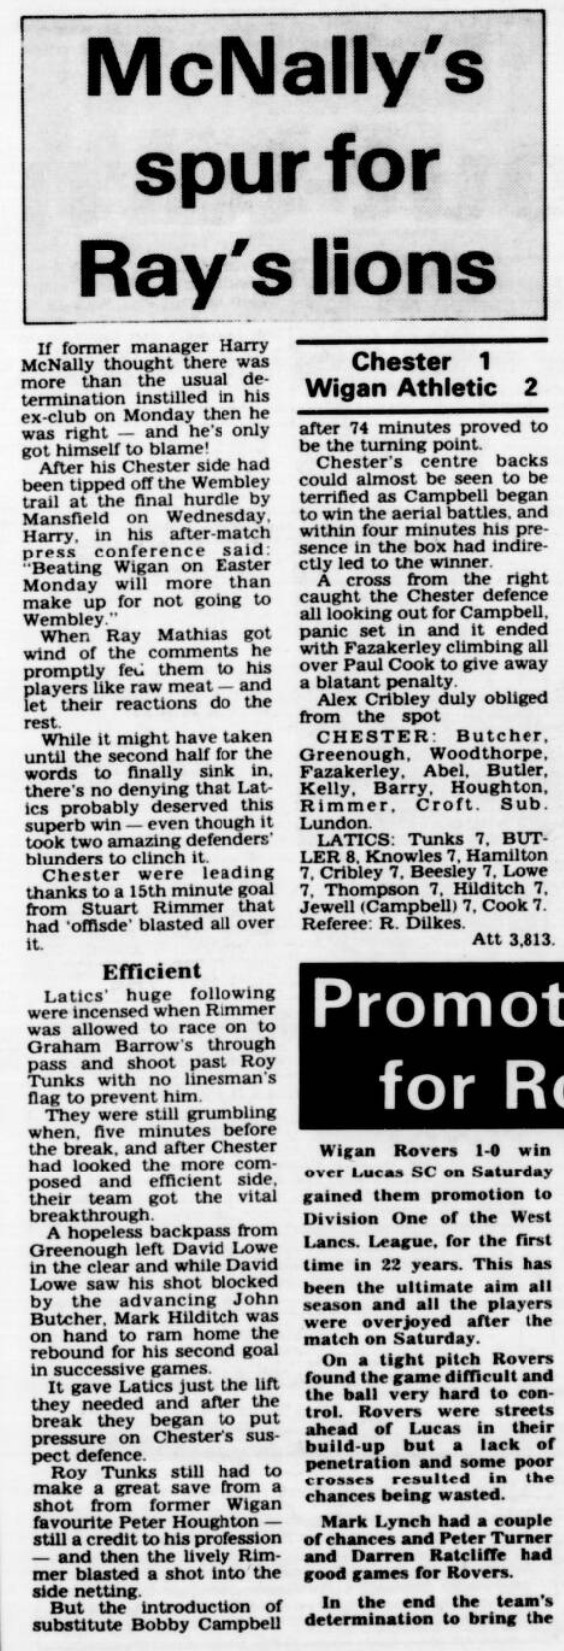 McNally's
spur for
Ray's lions
If former manager Harry
McNally thought there was
more than the usual de-
termination instilled in his
ex-club on Monday then he
was right — and he's only
got himself to blame!
After his Chester side had
been tipped off the Wembley
trail at the final hurdle by
Mansfield on Wednesday,
Harry, in his after-match
press conference said:
"Beating Wigan on Easter
Monday will more than
make up for not going to
Wembley."
When Ray Mathias got
wind of the comments he
promptly fed them to his
players like raw meat — and
let their reactions do the
rest.
While it might have taken
until the second half for the
words to finally sink in,
there's no denying that Lat-
ics probably deserved this
superb win — even though it
took two amazing defenders'
blunders to clinch it.
Chester were leading
thanks to a 15th minute goal
from Stuart Rimmer that
had 'offisde' blasted all over
it.
Efficient
Latics' huge following
were incensed when Rimmer
was allowed to race on to
Graham Barrow's through
pass and shoot past Roy
Tunks with no linesman's
flag to prevent him.
They were still grumbling
when, five minutes before
the break, and after Chester
had looked the more com-
posed and efficient side,
their team got the vital
breakthrough.
A hopeless backpass from
Greenough left David Lowe
in the clear and while David
Lowe saw his shot blocked
by the advancing John
Butcher, Mark Hilditch was
on hand to ram home the
rebound for his second goal
in successive games.
It gave Latics just the lift
they needed and after the
break they began to put
pressure on Chester's sus-
pect defence.
Roy Tunks still had to
make a great save from a
shot from former Wigan
favourite Peter Houghton —
still a credit to his profession
— and then the lively Rim-
mer blasted a shot into the
side netting.
But the introduction of
substitute Bobby Campbell
Chester 1
Wigan Athletic 2
after 74 minutes proved to
be the turning point.
Chester's centre backs
could almost be seen to be
terrified as Campbell began
to win the aerial battles, and
within four minutes his pre-
sence in the box had indire-
ctly led to the winner.
A cross from the right
caught the Chester defence
all looking out for Campbell,
panic set in and it ended
with Fazakerley climbing all
over Paul Cook to give away
a blatant penalty.
Alex Cribley duly obliged
from the spot
CHESTER: Butcher,
Greenough, Woodthorpe,
Fazakerley, Abel, Butler,
Kelly, Barry, Houghton,
Rimmer, Croft. Sub.
London.
LATICS: Tunks 7, BUT-
LER 8, Knowles 7, Hamilton
7, Cribley 7, Beesley 7, Lowe
7, Thompson 7, Hilditch 7,
Jewell (Campbell) 7, Cook 7.
Referee: R. Dilkes.
Att 3,813.
Promot
for Ro
Wigan Rovers 1-0 win
over Lucas SC on Saturday
gained them promotion to
Division One of the West
Lancs. League, for the first
time in 22 years. This has
been the ultimate aim all
season and all the players
were overjoyed after the
match on Saturday.
On a tight pitch Rovers
found the game difficult and
the ball very hard to con-
trol. Rovers were streets
ahead of Lucas in their
build-up but a lack of
penetration and some poor
crosses resulted in the
chances being wasted.
Mark Lynch had a couple
of chances and Peter Turner
and Darren Ratcliffe had
good games for Rovers.
In the end the team's
determination to bring the